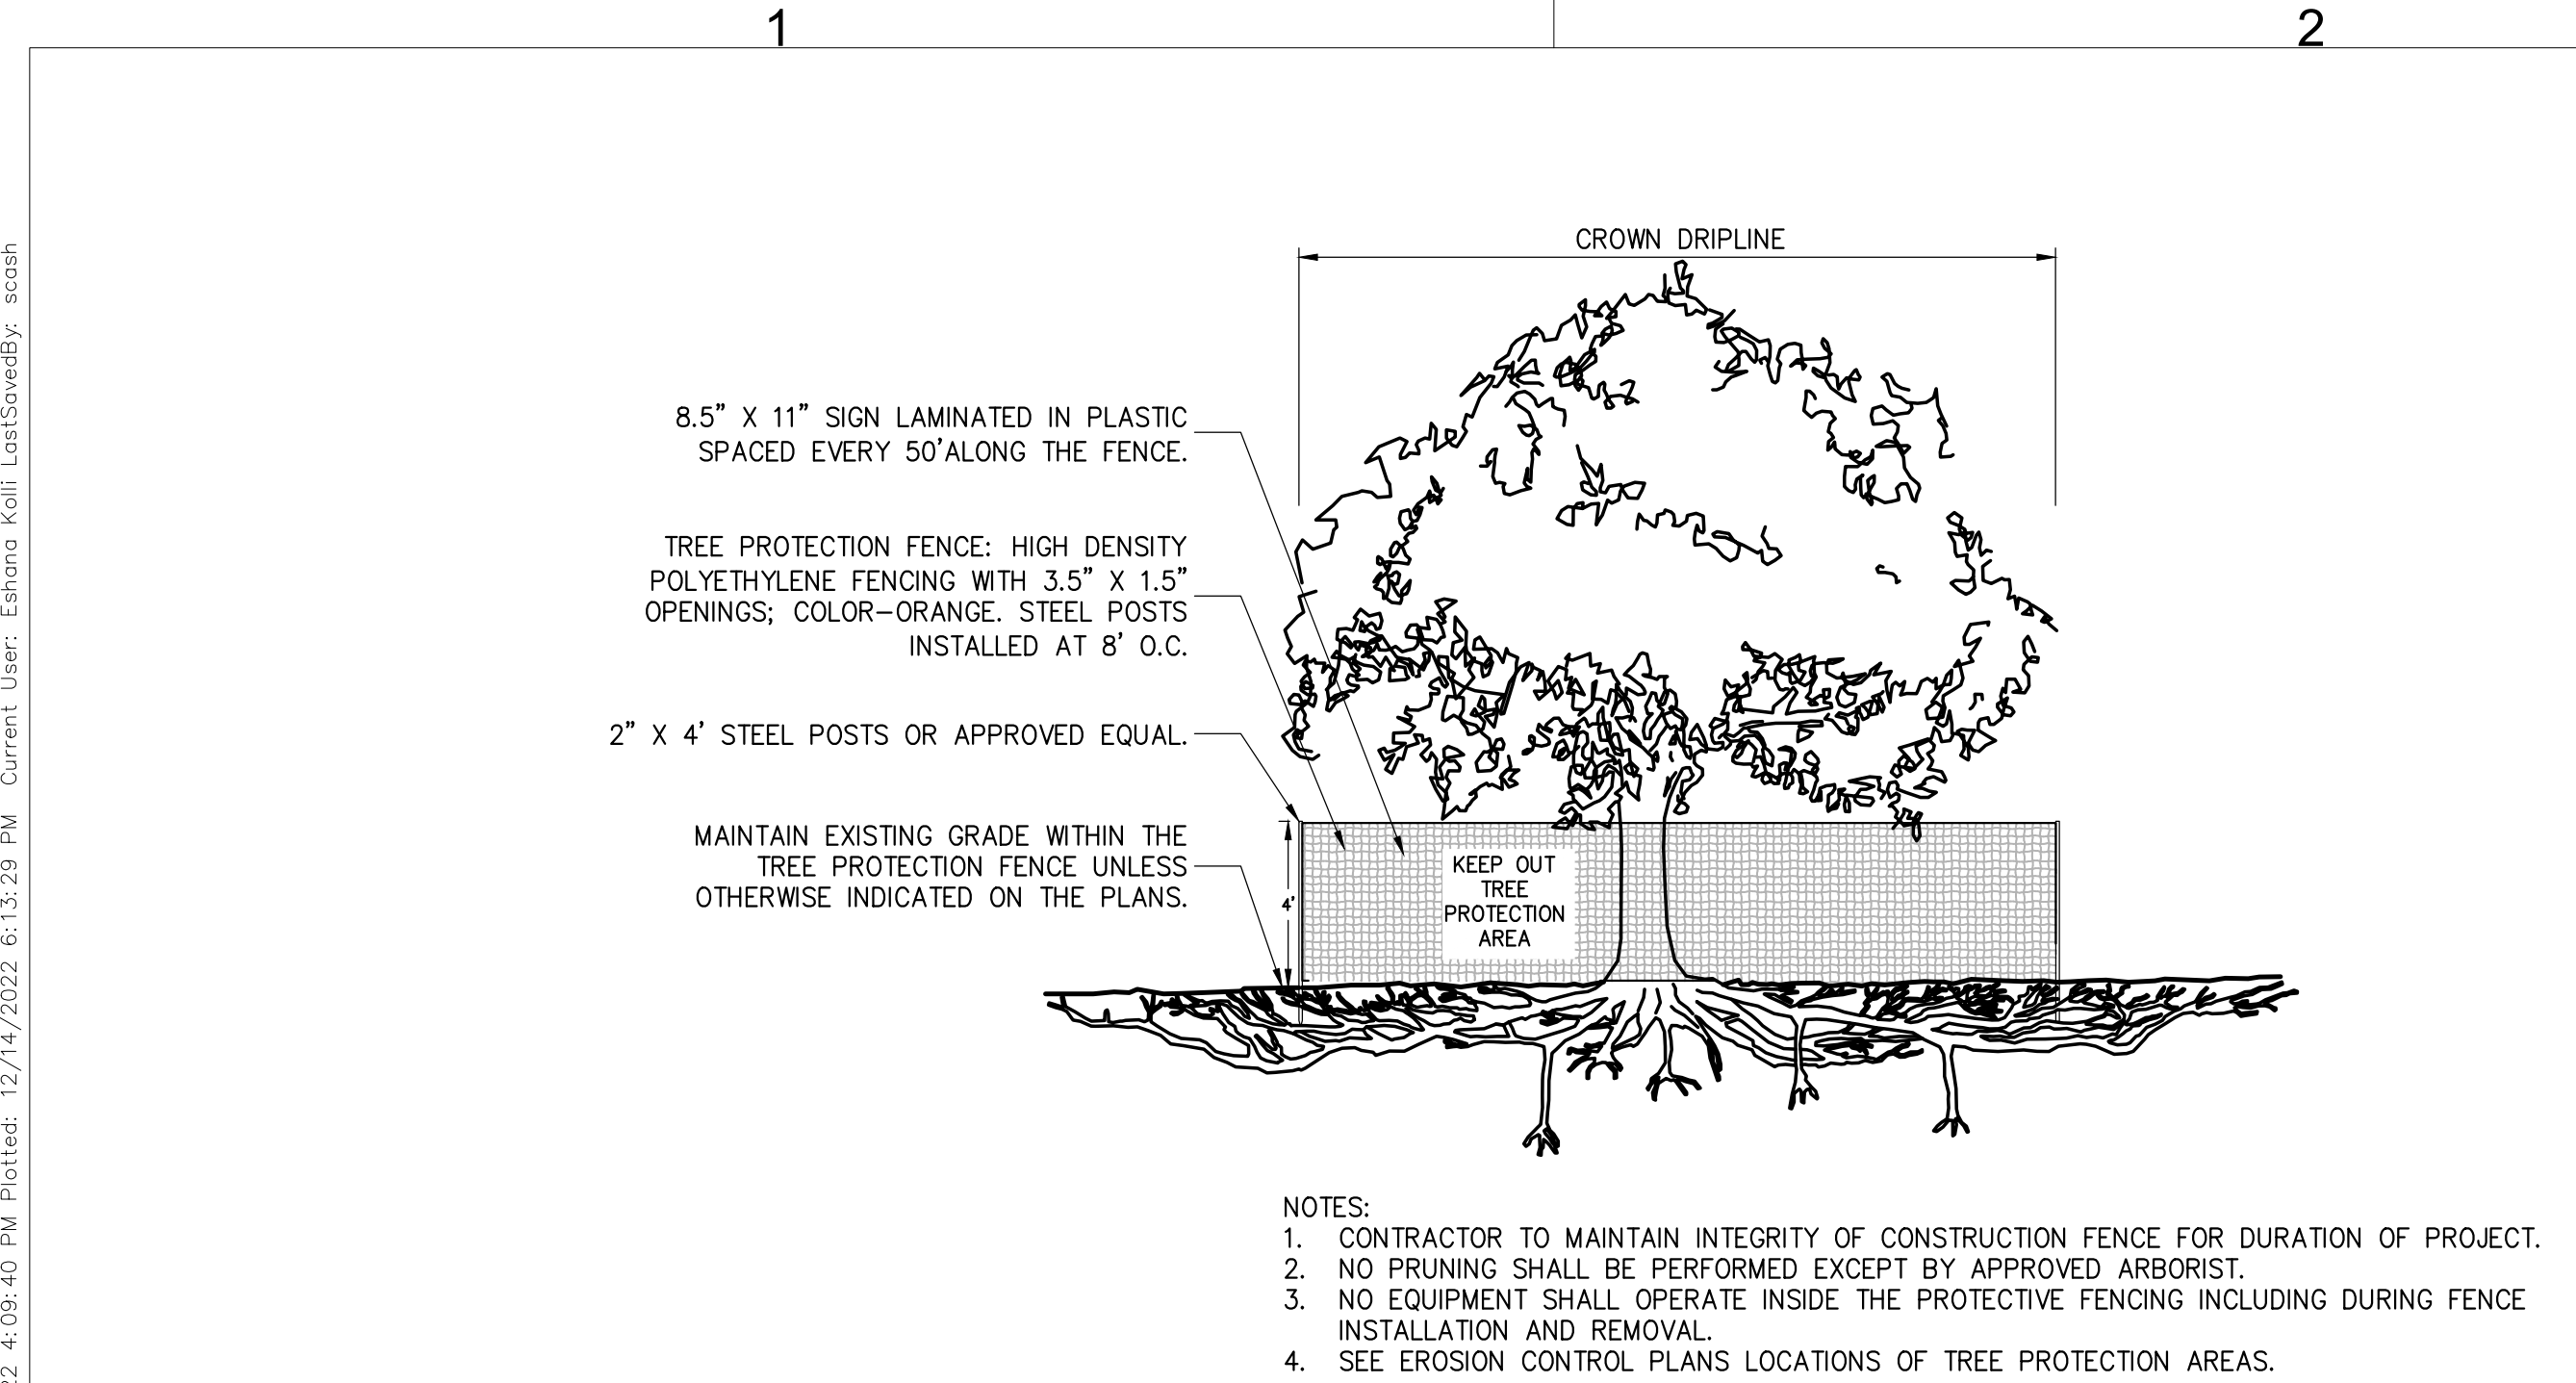 1
2
22 4:09:40 PM Plotted: 12/14/2022 6:13:29 PM Current User: Eshana Kolli LastSavedBy: scash
CROWN DRIPLINE
8.5" X 11" SIGN LAMINATED IN PLASTIC
SPACED EVERY 50'ALONG THE FENCE.
TREE PROTECTION FENCE: HIGH DENSITY
POLYETHYLENE FENCING WITH 3.5" X 1.5"
OPENINGS; COLOR-ORANGE. STEEL POSTS
INSTALLED AT 8' O.C.
2" X 4' STEEL POSTS OR APPROVED EQUAL.
MAINTAIN EXISTING GRADE WITHIN THE
TREE PROTECTION FENCE UNLESS
OTHERWISE INDICATED ON THE PLANS.
4'
KEEP OUT
TREE
PROTECTION
AREA
NOTES:
1. CONTRACTOR TO MAINTAIN INTEGRITY OF CONSTRUCTION FENCE FOR DURATION OF PROJECT.
2. NO PRUNING SHALL BE PERFORMED EXCEPT BY APPROVED ARBORIST.
3. NO EQUIPMENT SHALL OPERATE INSIDE THE PROTECTIVE FENCING INCLUDING DURING FENCE
INSTALLATION AND REMOVAL.
4. SEE EROSION CONTROL PLANS LOCATIONS OF TREE PROTECTION AREAS.